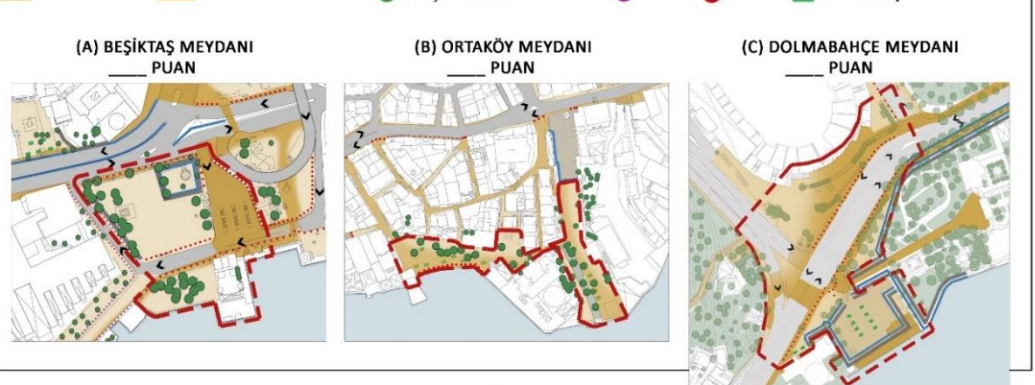 (A) BEŞİKTAŞ MEYDANI
____ PUAN
(B) ORTAKÖY MEYDANI
____ PUAN
(C) DOLMABAHÇE MEYDANI
____ PUAN